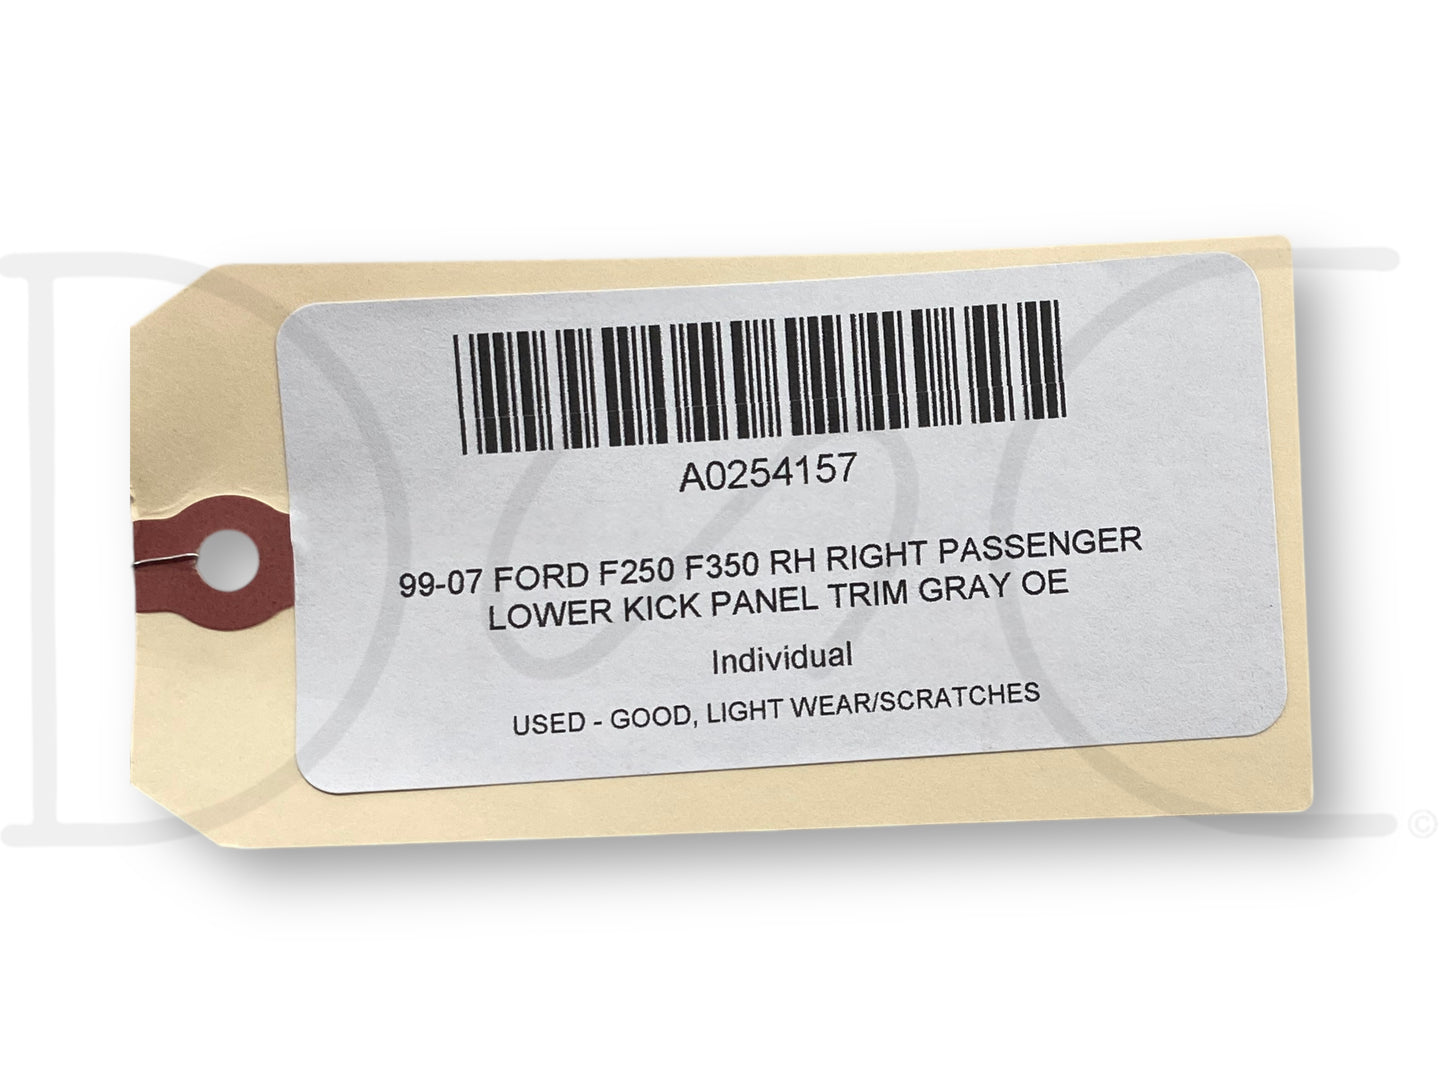 A0254157
99-07 FORD F250 F350 RH RIGHT PASSENGER
LOWER KICK PANEL TRIM GRAY OE
Individual
USED - GOOD, LIGHT WEAR/SCRATCHES